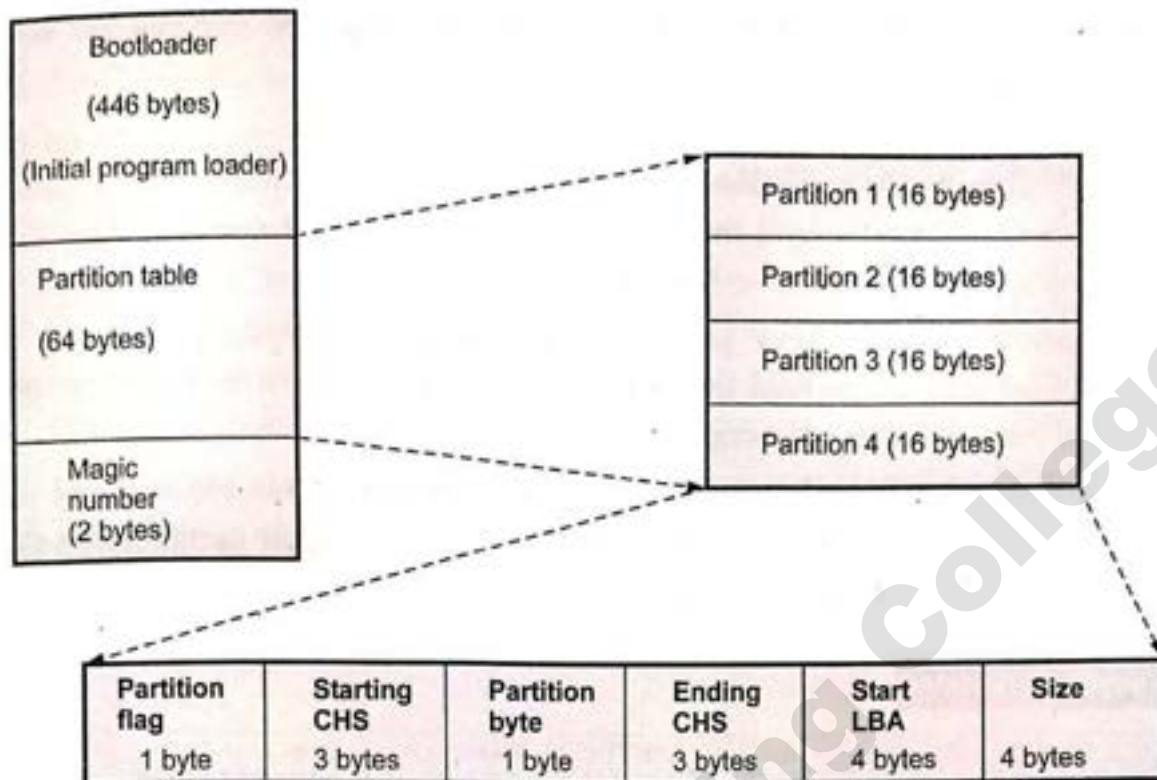 Bootloader
(446 bytes)
(Initial program loader)
Partition table
(64 bytes)
Magic
number
(2 bytes)
Partition 1 (16 bytes)
Partition 2 (16 bytes)
Partition 3 (16 bytes)
Partition 4 (16 bytes)
Partition
flag
1 byte
Starting
CHS
3 bytes
Partition
byte
1 byte
Ending
CHS
3 bytes
Start
LBA
4 bytes
Size
4 bytes
College